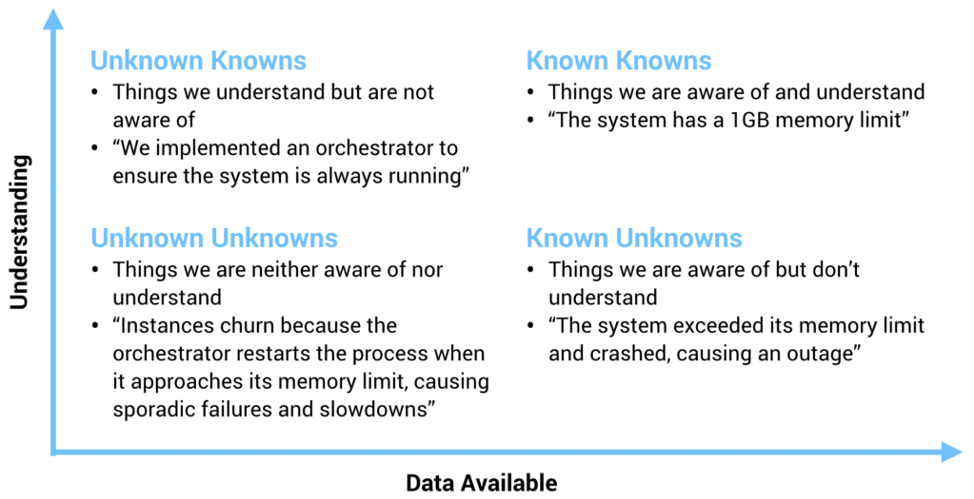 Understanding
Unknown Knowns
• Things we understand but are not
aware of
• “We implemented an orchestrator to
ensure the system is always running”
Known Knowns
• Things we are aware of and understand
• “The system has a 1GB memory limit”
Unknown Unknowns
• Things we are neither aware of nor
understand
• “Instances churn because the
orchestrator restarts the process when
it approaches its memory limit, causing
sporadic failures and slowdowns”
Known Unknowns
• Things we are aware of but don’t
understand
• “The system exceeded its memory limit
and crashed, causing an outage”
Data Available